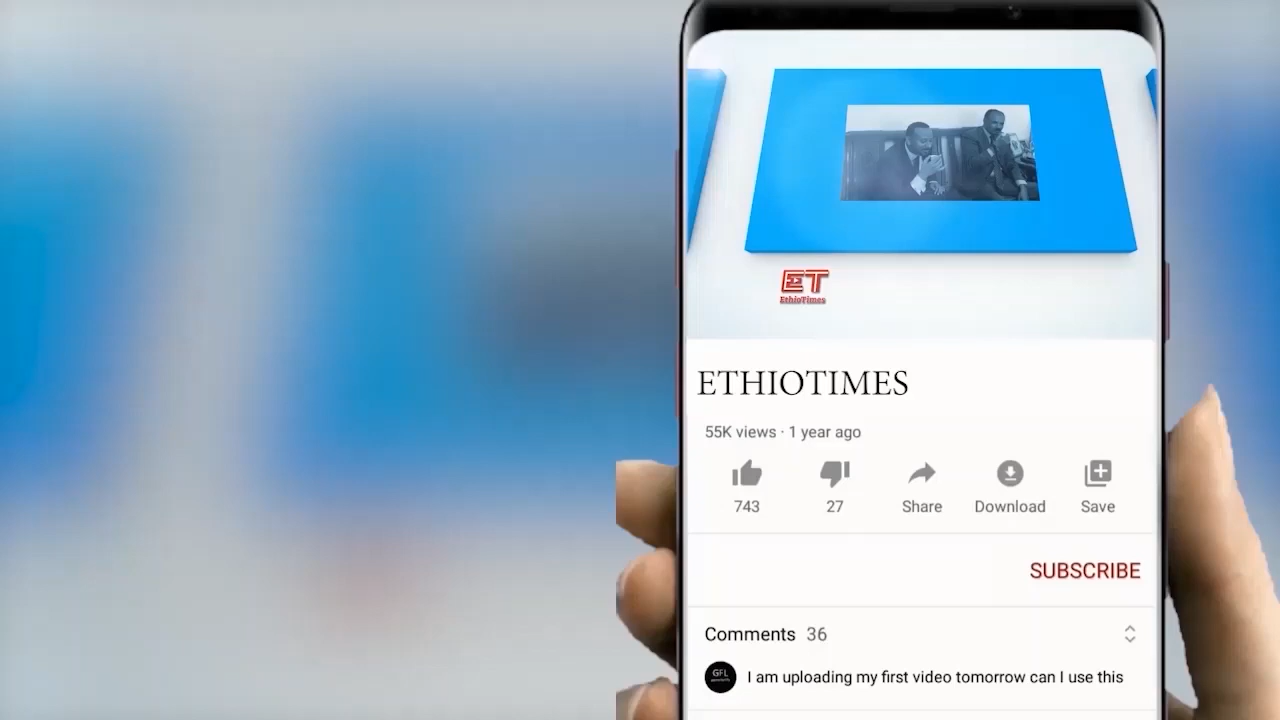 ET
EthioTimes
ETHIOTIMES
55K views · 1 year ago
743
27
Share
Download
Save
SUBSCRIBE
Comments 36
GFL
I am uploading my first video tomorrow can I use this